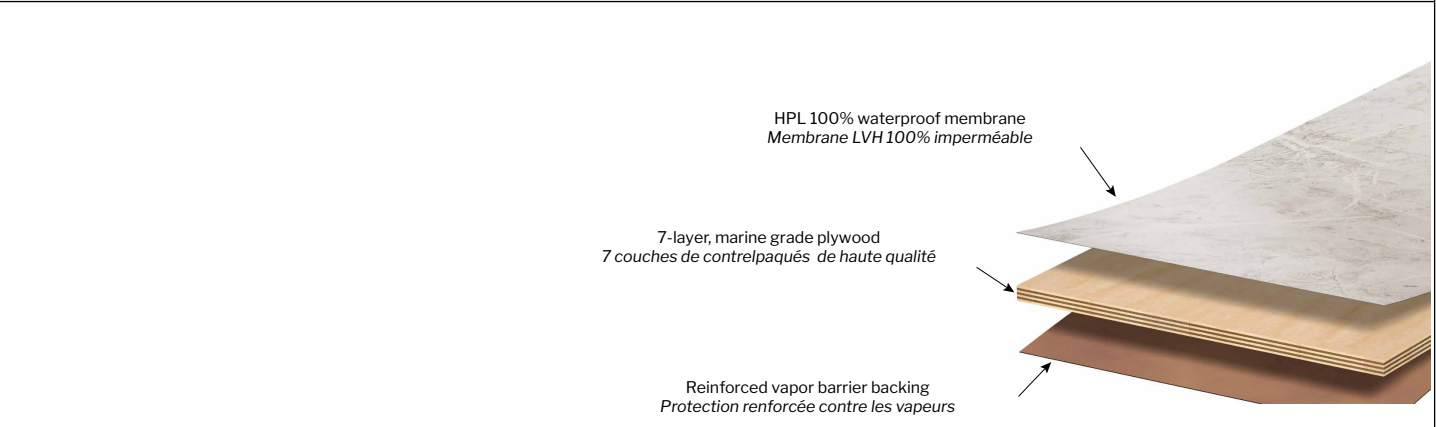 HPL 100% waterproof membrane
Membrane LVH 100% imperméable
7-layer, marine grade plywood
7 couches de contrelpaqués  de haute qualité
Reinforced vapor barrier backing
Protection renforcée contre les vapeurs